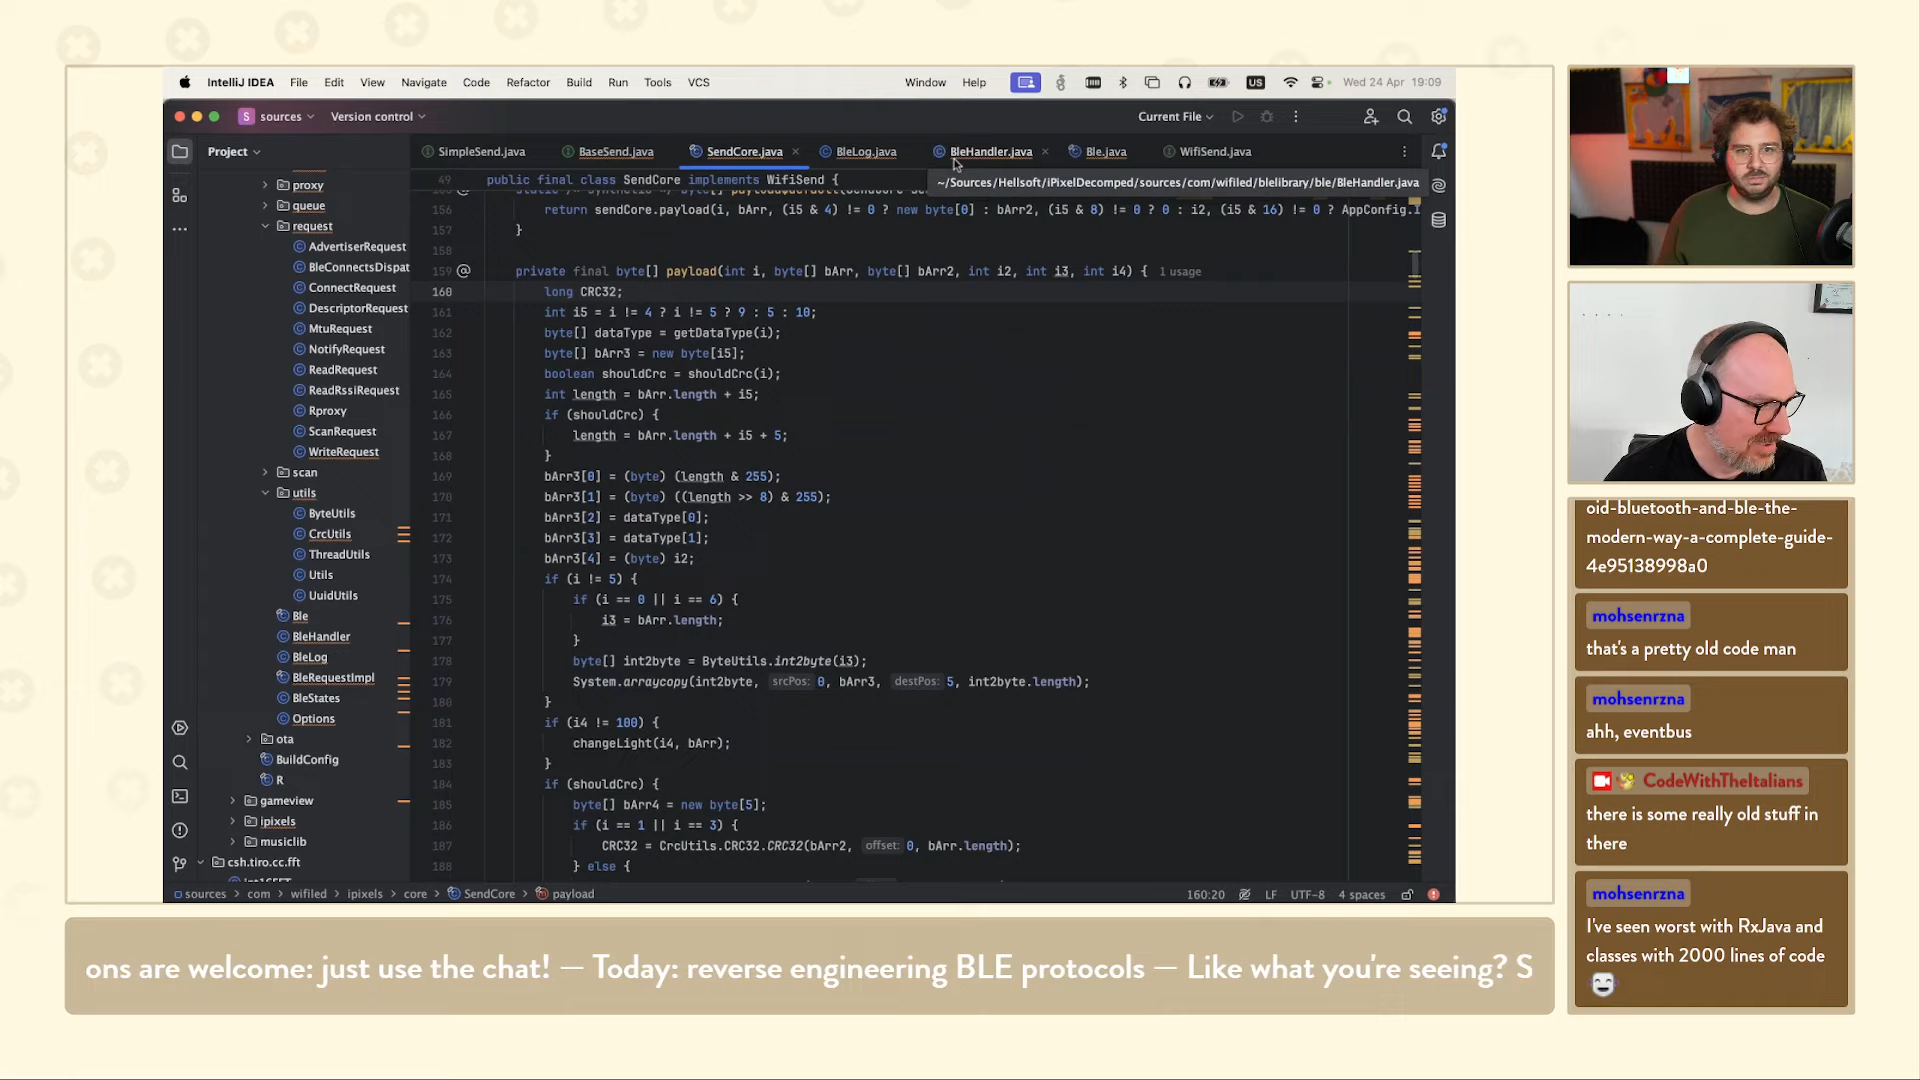 IntelliJ IDEA File Edit View Navigate Code Refactor Build Run Tools VCS Window Help US Wed 24 Apr 19:09
S sources Version control Current File
Project SimpleSend.java BaseSend.java SendCore.java BleLog.java BleHandler.java Ble.java WifiSend.java
~/Sources/Hellsoft/iPixelDecomped/sources/com/wifiled/blelibrary/ble/BleHandler.java
proxy
queue
request
AdvertiserRequest
BleConnectsDispat
ConnectRequest
DescriptorRequest
MtuRequest
NotifyRequest
ReadRequest
ReadRssiRequest
Rproxy
ScanRequest
WriteRequest
scan
utils
ByteUtils
CrcUtils
ThreadUtils
Utils
UuidUtils
Ble
BleHandler
BleLog
BleRequestImpl
BleStates
Options
ota
BuildConfig
R
gameview
ipixels
musiclib
csh.tiro.cc.fft
49 public final class SendCore implements WifiSend {
156 return sendCore.payload(i, bArr, (i5 & 4) != 0 ? new byte[0] : bArr2, (i5 & 8) != 0 ? 0 : i2, (i5 & 16) != 0 ? AppConfig.I
157 }
158
159 private final byte[] payload(int i, byte[] bArr, byte[] bArr2, int i2, int i3, int i4) { 1 usage
160 long CRC32;
161 int i5 = i != 4 ? i != 5 ? 9 : 5 : 10;
162 byte[] dataType = getDataType(i);
163 byte[] bArr3 = new byte[i5];
164 boolean shouldCrc = shouldCrc(i);
165 int length = bArr.length + i5;
166 if (shouldCrc) {
167 length = bArr.length + i5 + 5;
168 }
169 bArr3[0] = (byte) (length & 255);
170 bArr3[1] = (byte) ((length >> 8) & 255);
171 bArr3[2] = dataType[0];
172 bArr3[3] = dataType[1];
173 bArr3[4] = (byte) i2;
174 if (i != 5) {
175 if (i == 0 || i == 6) {
176 i3 = bArr.length;
177 }
178 byte[] int2byte = ByteUtils.int2byte(i3);
179 System.arraycopy(int2byte, srcPos: 0, bArr3, destPos: 5, int2byte.length);
180 }
181 if (i4 != 100) {
182 changeLight(i4, bArr);
183 }
184 if (shouldCrc) {
185 byte[] bArr4 = new byte[5];
186 if (i == 1 || i == 3) {
187 CRC32 = CrcUtils.CRC32.CRC32(bArr2, offset: 0, bArr.length);
188 } else {
sources > com > wifiled > ipixels > core > SendCore > payload 160:20 LF UTF-8 4 spaces
oid-bluetooth-and-ble-the-
modern-way-a-complete-guide-
4e95138998a0
mohsenrzna
that's a pretty old code man
mohsenrzna
ahh, eventbus
CodeWithTheItalians
there is some really old stuff in
there
mohsenrzna
I've seen worst with RxJava and
classes with 2000 lines of code
ons are welcome: just use the chat! — Today: reverse engineering BLE protocols — Like what you're seeing? S